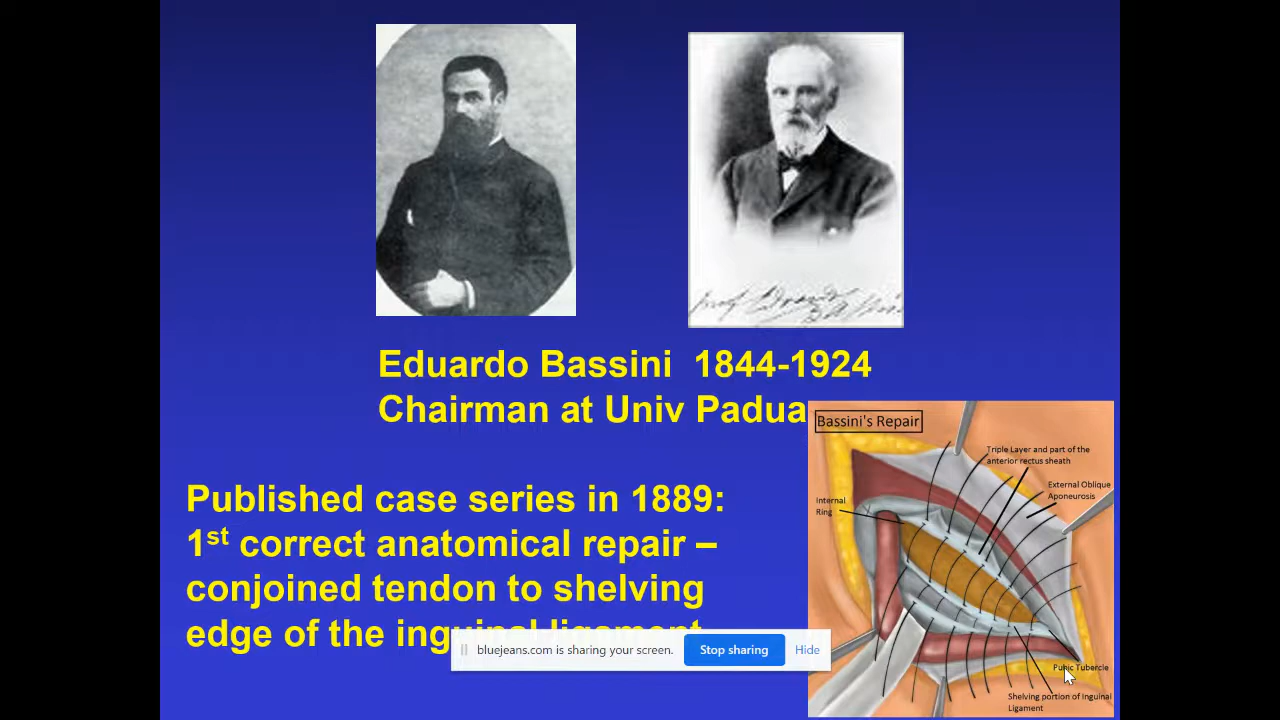 Eduardo Bassini 1844-1924
Chairman at Univ Padua
Published case series in 1889:
1st correct anatomical repair –
conjoined tendon to shelving
edge of the inguinal ligament
Bassini's Repair
Triple Layer and part of the
anterior rectus sheath
External Oblique
Aponeurosis
Internal
Ring
Pubic Tubercle
Shelving portion of Inguinal
Ligament
bluejeans.com is sharing your screen.
Stop sharing
Hide